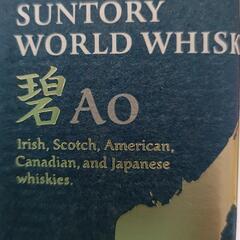 SUNTORY
WORLD WHISK
碧 Ao
Irish, Scotch, American,
Canadian, and Japanese
whiskies.